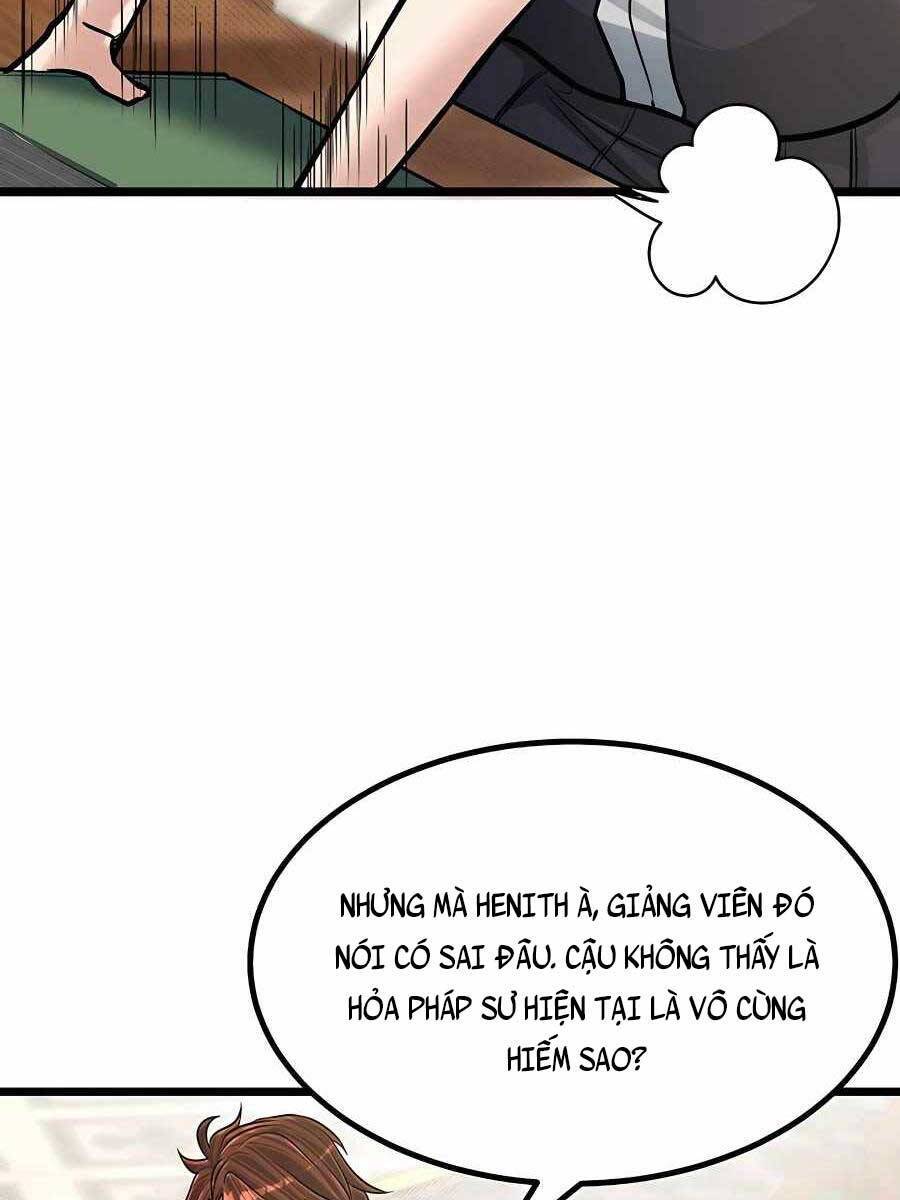 NHƯNG MÀ HENITH À, GIẢNG VIÊN ĐÓ
NÓI CÓ SAI ĐÂU. CẬU KHÔNG THẤY LÀ
HỎA PHÁP SƯ HIỆN TẠI LÀ VÔ CÙNG
HIẾM SAO?